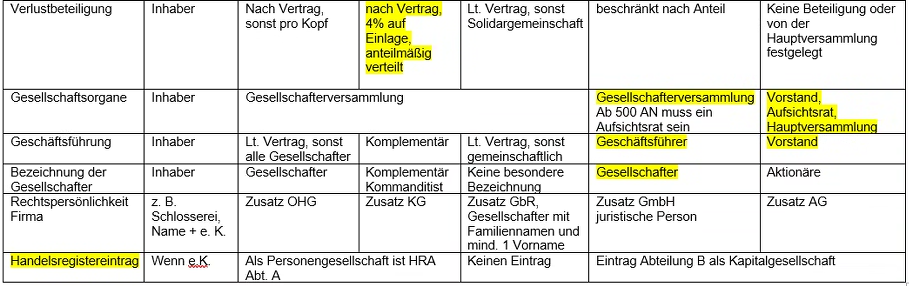 Verlustbeteiligung
Inhaber
Nach Vertrag,
sonst pro Kopf
nach Vertrag,
4% auf
Einlage,
anteilmäßig
verteilt
Lt. Vertrag, sonst
Solidargemeinschaft
beschränkt nach Anteil
Keine Beteiligung oder
von der
Hauptversammlung
festgelegt
Gesellschaftsorgane
Inhaber
Gesellschafterversammlung
Gesellschafterversammlung
Ab 500 AN muss ein
Aufsichtsrat sein
Vorstand,
Aufsichtsrat,
Hauptversammlung
Geschäftsführung
Inhaber
Lt. Vertrag, sonst
alle Gesellschafter
Komplementär
Lt. Vertrag, sonst
gemeinschaftlich
Geschäftsführer
Vorstand
Bezeichnung der
Gesellschafter
Inhaber
Gesellschafter
Komplementär
Kommanditist
Keine besondere
Bezeichnung
Gesellschafter
Aktionäre
Rechtspersönlichkeit
Firma
z. B.
Schlosserei,
Name + e. K.
Zusatz OHG
Zusatz KG
Zusatz GbR,
Gesellschafter mit
Familiennamen und
mind. 1 Vorname
Zusatz GmbH
juristische Person
Zusatz AG
Handelsregistereintrag
Wenn e.K.
Als Personengesellschaft ist HRA
Abt. A
Keinen Eintrag
Eintrag Abteilung B als Kapitalgesellschaft